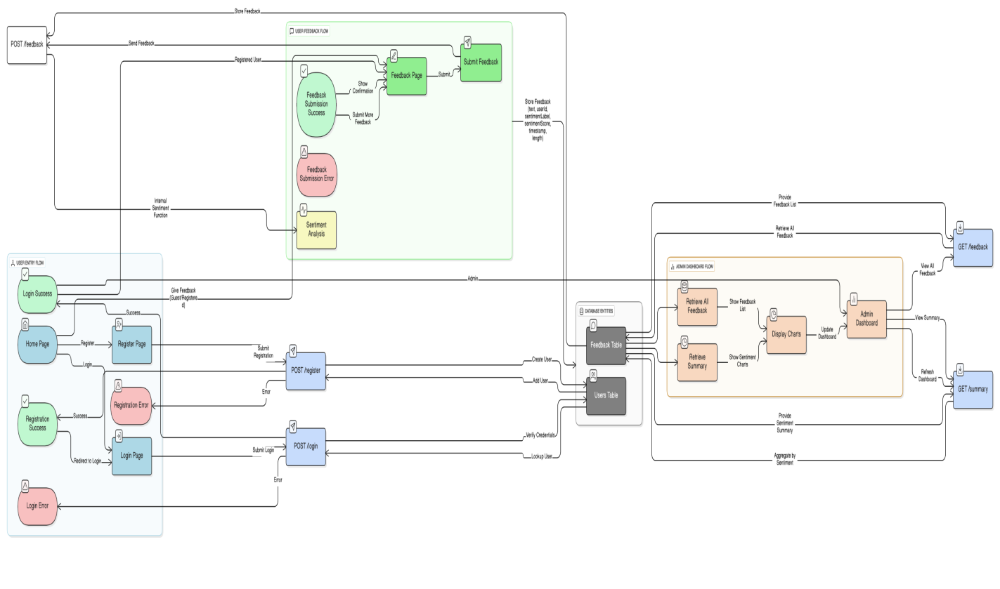 Store Feedback
POST /feedback
Send Feedback
Registered User
USER FEEDBACK FLOW
Submit Feedback
Feedback Page
Submit
Feedback
Submission
Success
Show
Confirmation
Submit More
Feedback
Feedback
Submission Error
Sentiment
Analysis
Store Feedback
(text, userId,
sentimentLabel,
sentimentScore,
timestamp,
length)
Internal
Sentiment
Function
USER ENTRY FLOW
Login Success
Give Feedback
(Guest/Registere
d)
Success
Home Page
Register
Register Page
Login
Submit
Registration
POST /register
Error
Registration Error
Registration
Success
Success
Redirect to Login
Login Page
Submit Login
POST /login
Error
Login Error
Admin
Create User
Add User
Verify Credentials
Lookup User
DATABASE ENTITIES
Feedback Table
Users Table
Provide
Feedback List
Retrieve All
Feedback
ADMIN DASHBOARD FLOW
Retrieve All
Feedback
Show Feedback
List
Retrieve
Summary
Show Sentiment
Charts
Display Charts
Update
Dashboard
Admin
Dashboard
View All
Feedback
View Summary
Refresh
Dashboard
GET /feedback
GET /summary
Provide
Sentiment
Summary
Aggregate by
Sentiment